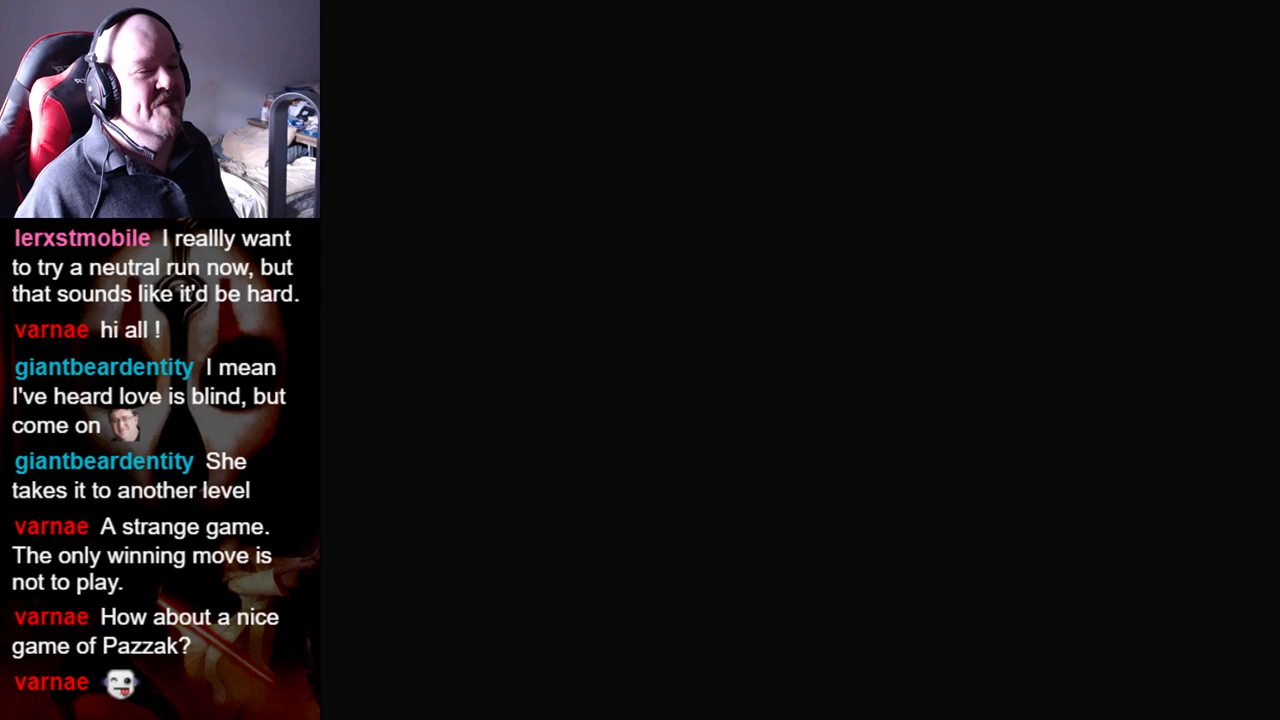 lerxstmobile I reallly want
to try a neutral run now, but
that sounds like it'd be hard.
varnae hi all !
giantbeardentity I mean
I've heard love is blind, but
come on
giantbeardentity She
takes it to another level
varnae A strange game.
The only winning move is
not to play.
varnae How about a nice
game of Pazzak?
varnae